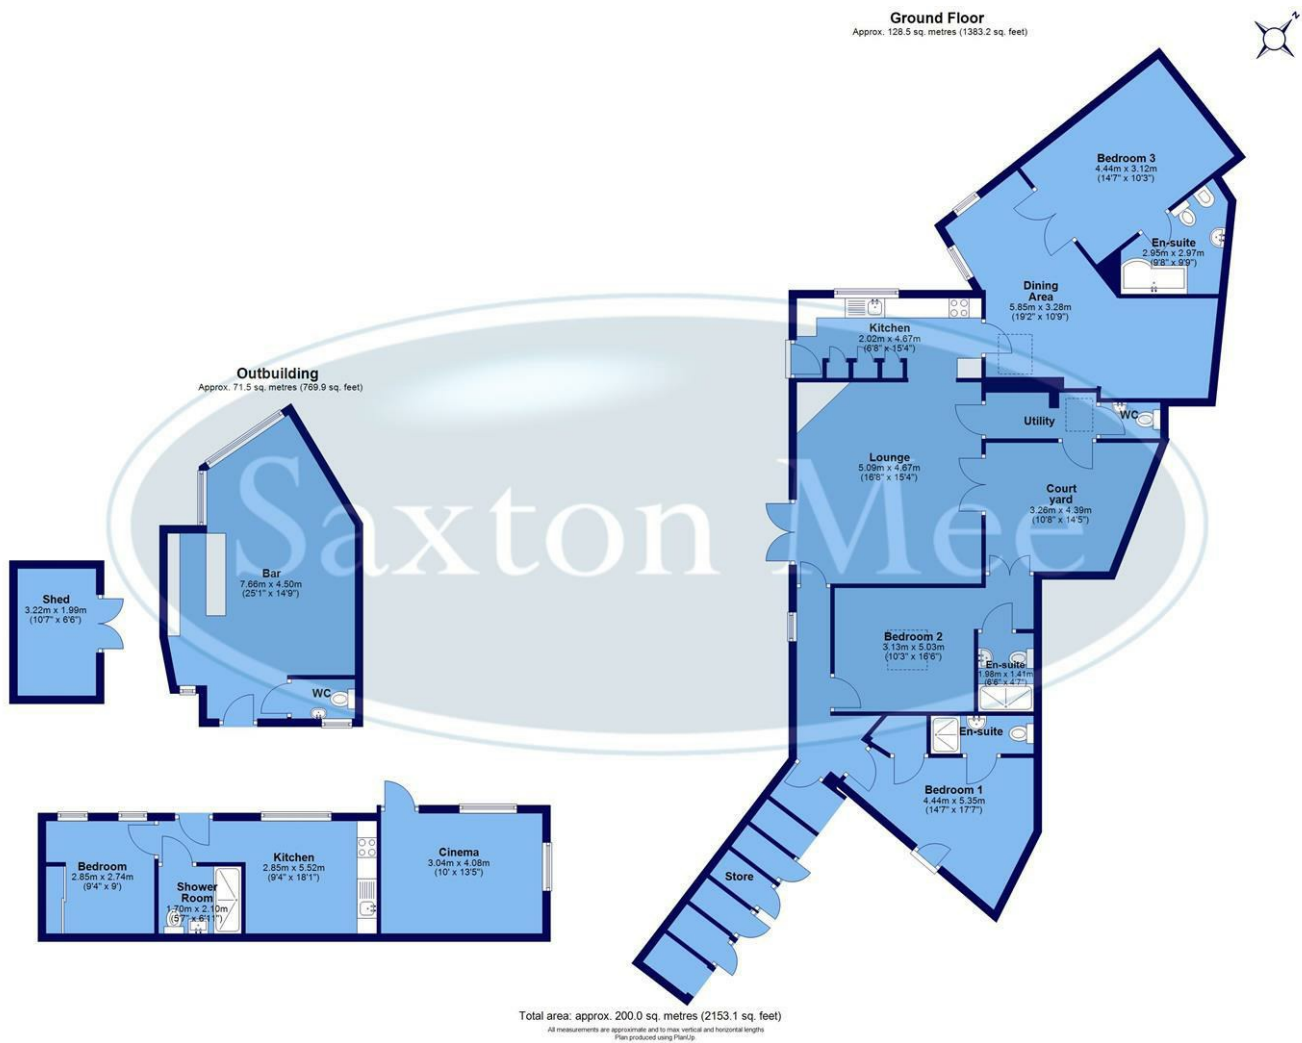 Ground Floor
Approx. 128.5 sq. metres (1383.2 sq. feet)
N
Bedroom 3
4.44m x 3.12m
(14'7" x 10'3")
En-suite
2.95m x 2.97m
(9'8" x 9'9")
Dining
Area
5.85m x 3.28m
(19'2" x 10'9")
Kitchen
2.02m x 4.67m
(6'8" x 15'4")
Outbuilding
Approx. 71.5 sq. metres (769.9 sq. feet)
Utility
WC
Lounge
5.09m x 4.67m
(16'8" x 15'4")
Court
yard
3.26m x 4.39m
(10'8" x 14'5")
Saxton Mee
Bar
7.66m x 4.50m
(25'1" x 14'9")
Shed
3.22m x 1.99m
(10'7" x 6'6")
Bedroom 2
3.13m x 5.03m
(10'3" x 16'6")
En-suite
1.98m x 1.41m
(6'6" x 4'7")
WC
En-suite
Bedroom 1
4.44m x 5.35m
(14'7" x 17'7")
Bedroom
2.85m x 2.74m
(9'4" x 9')
Shower
Room
1.70m x 2.10m
(5'7" x 6'11")
Kitchen
2.85m x 5.52m
(9'4" x 18'1")
Cinema
3.04m x 4.08m
(10' x 13'5")
Store
Total area: approx. 200.0 sq. metres (2153.1 sq. feet)
All measurements are approximate and to max vertical and horizontal lengths
Plan produced using PlanUp.